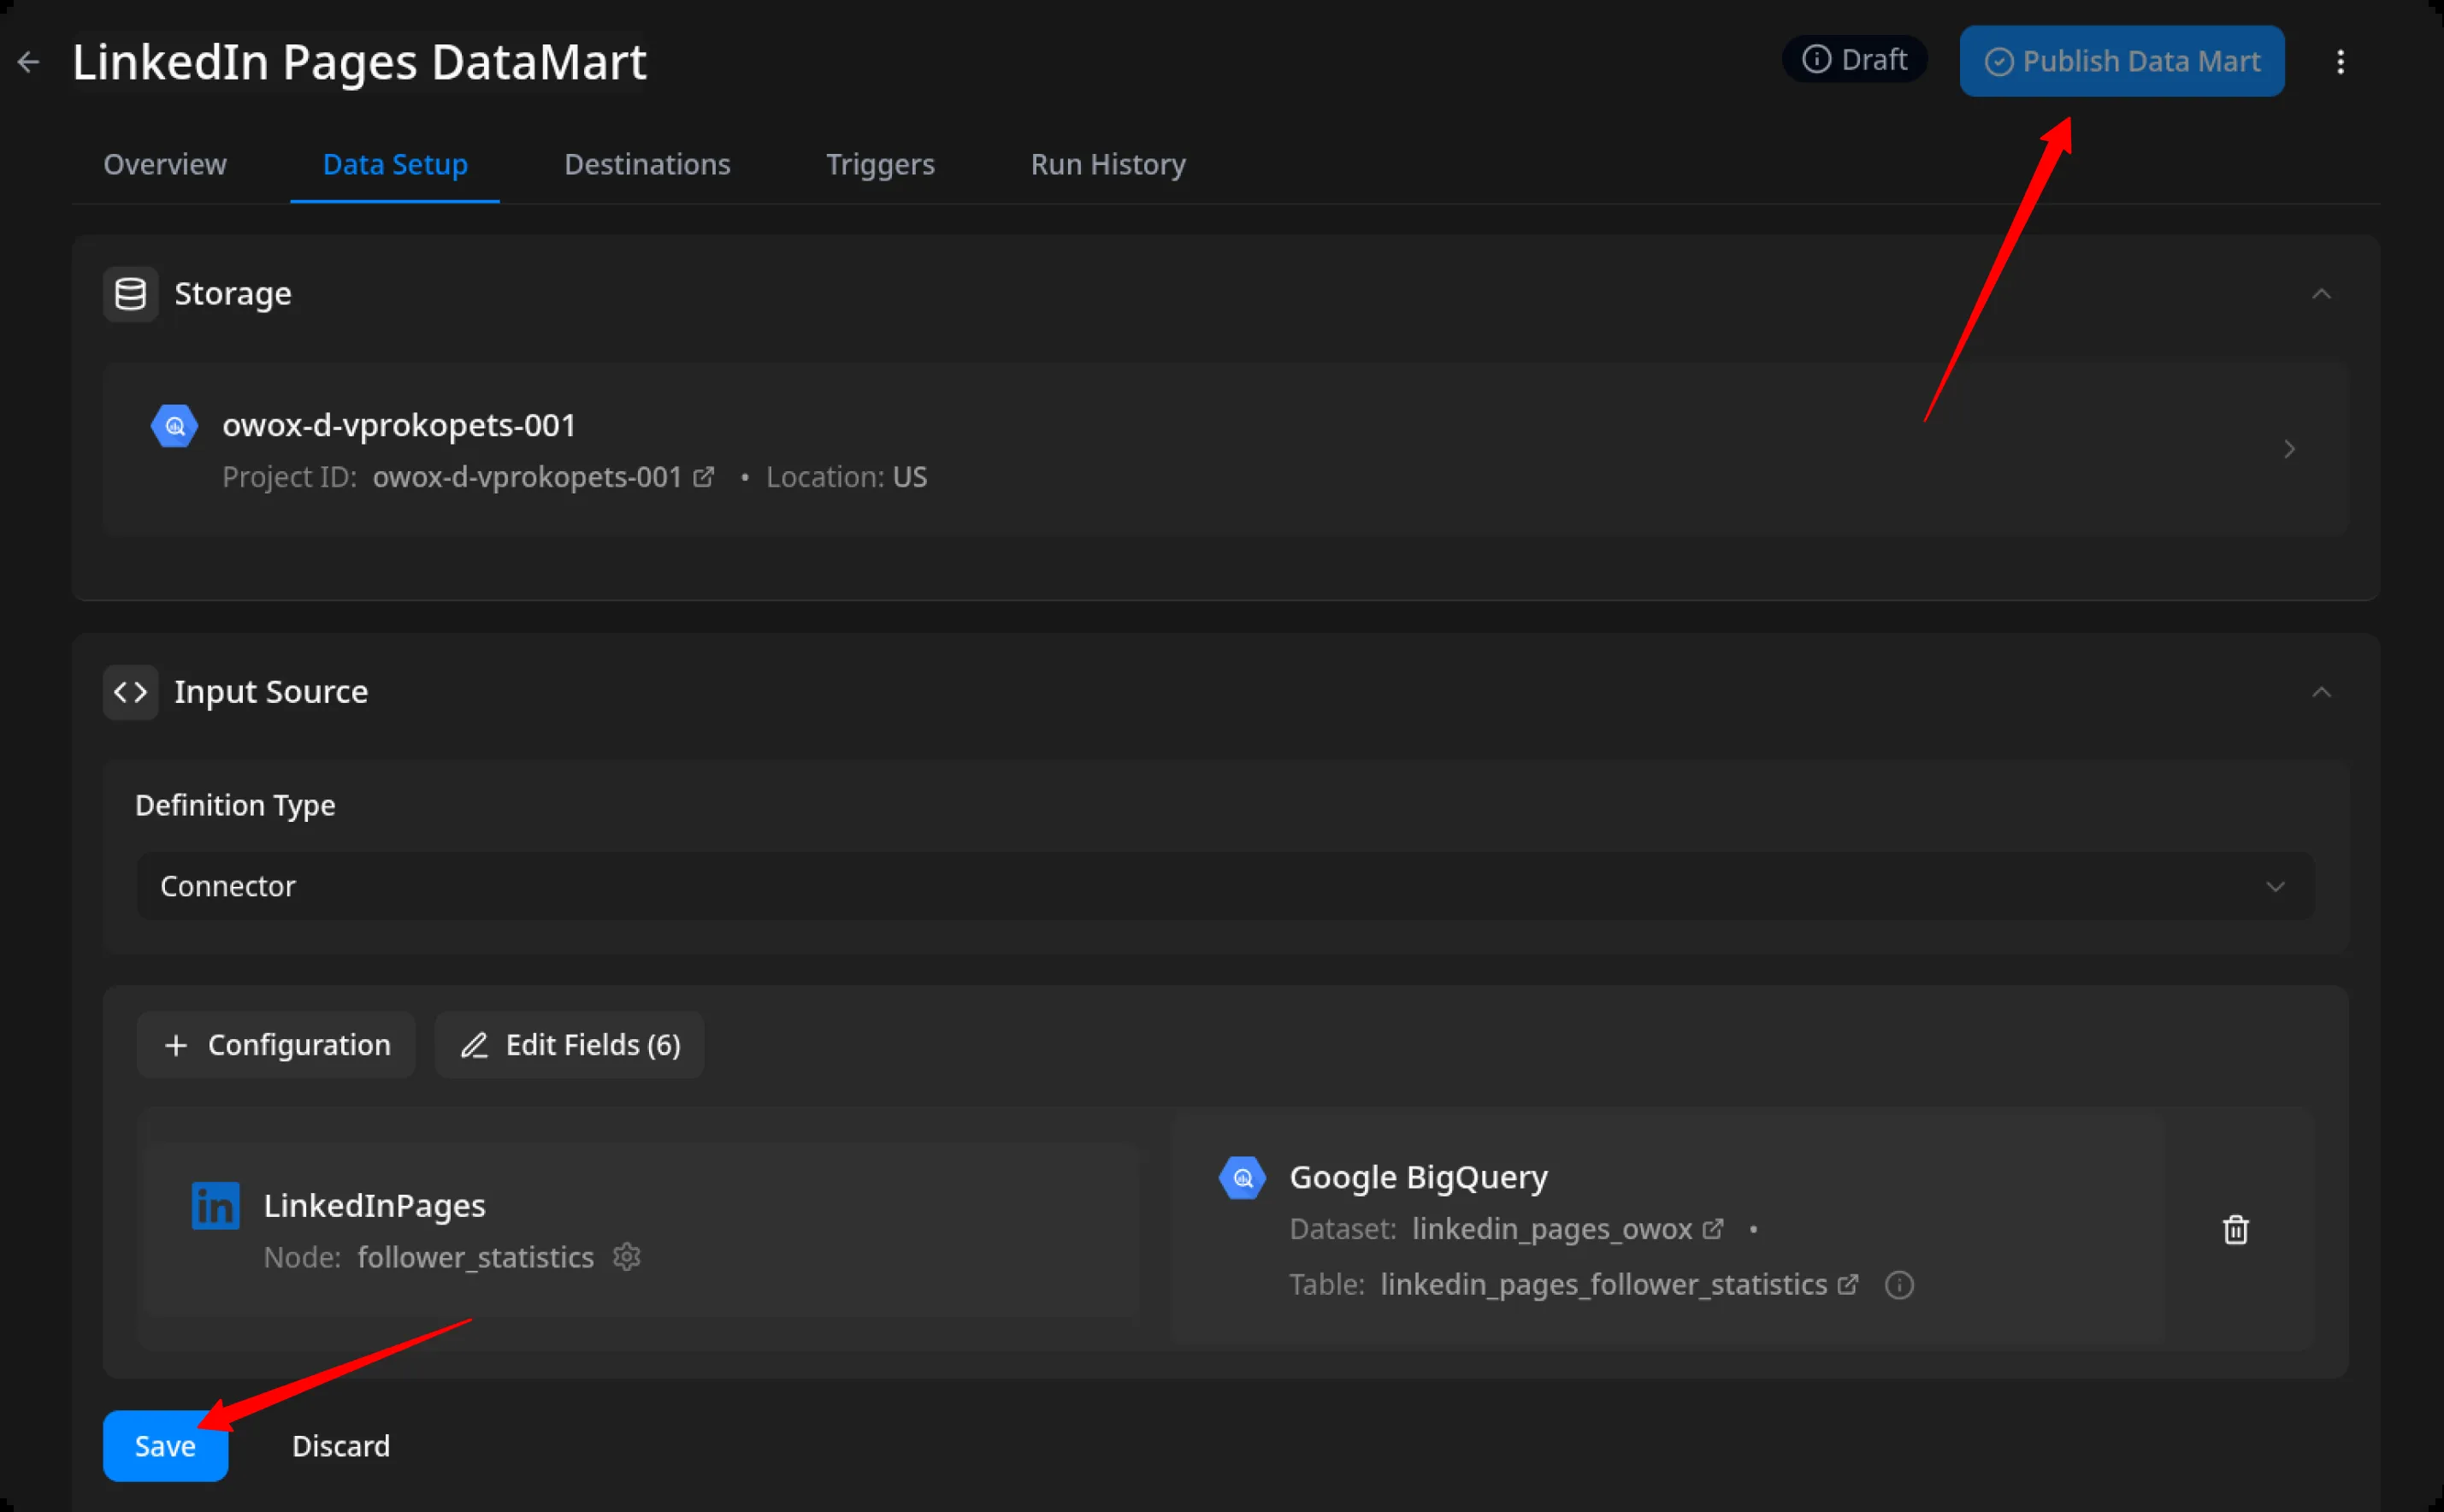 LinkedIn Pages DataMart
Draft
Publish Data Mart
Overview
Data Setup
Destinations
Triggers
Run History
Storage
owox-d-vprokopets-001
Project ID: owox-d-vprokopets-001 • Location: US
Input Source
Definition Type
Connector
+ Configuration
Edit Fields (6)
LinkedInPages
Node: follower_statistics
Google BigQuery
Dataset: linkedin_pages_owox •
Table: linkedin_pages_follower_statistics
Save
Discard